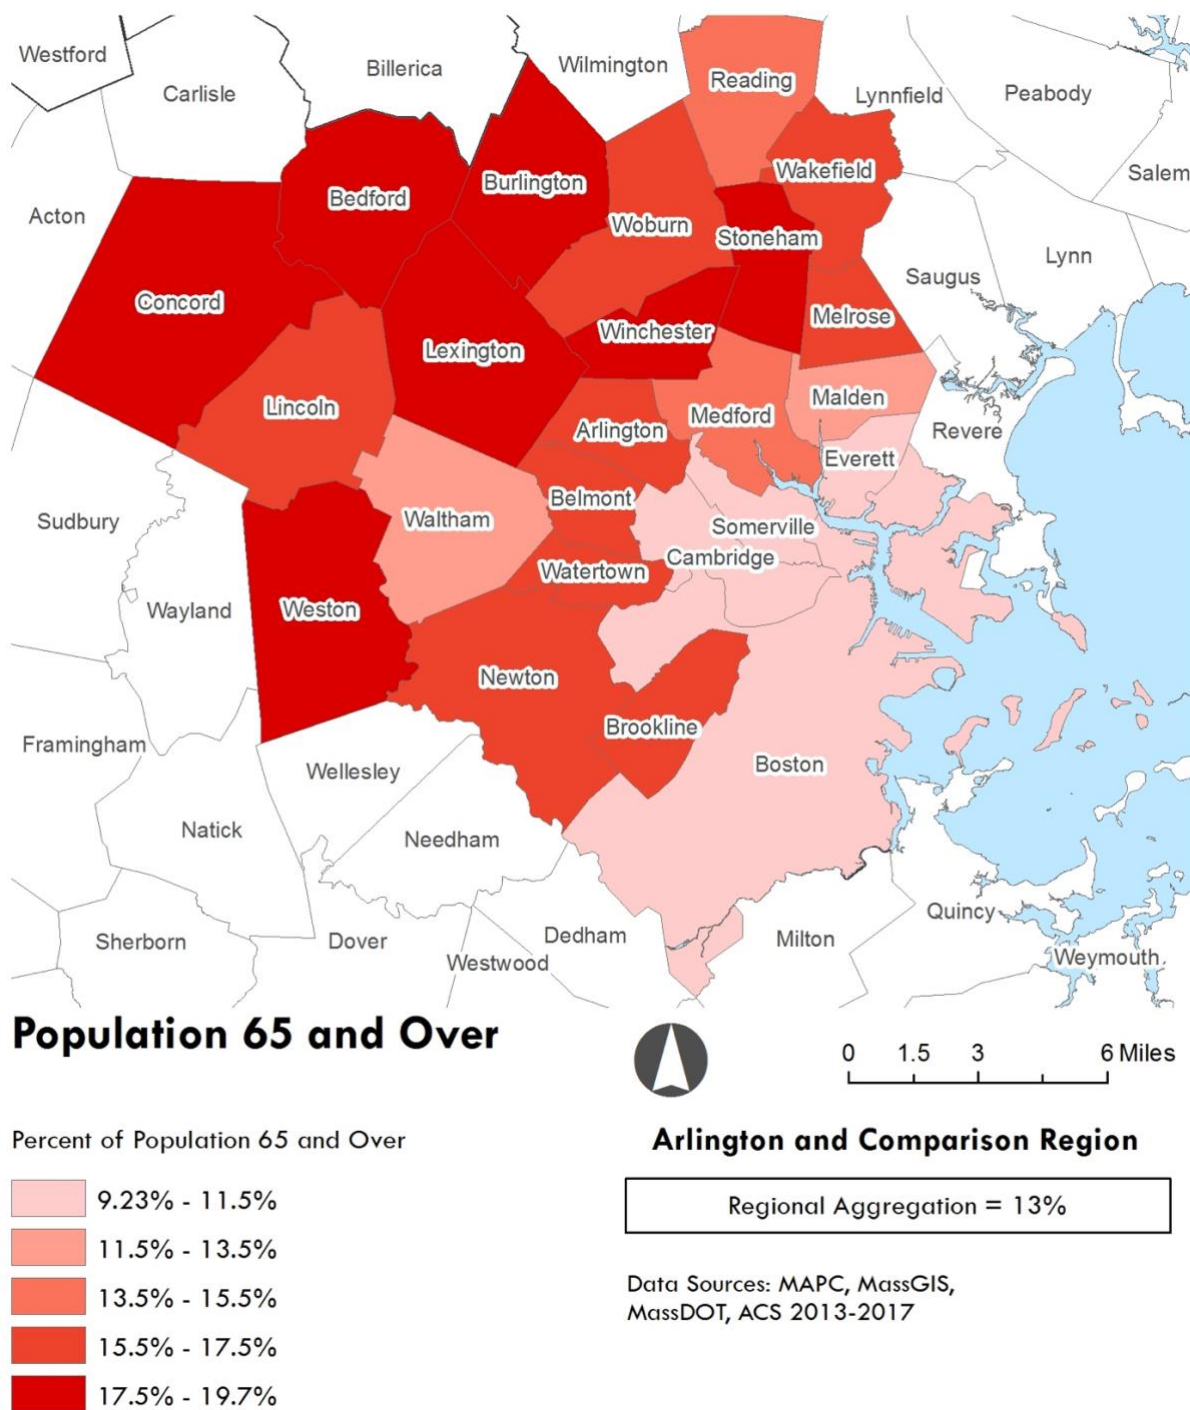 Westford
Carlisle
Billerica
Wilmington
Reading
Lynnfield
Peabody
Salem
Acton
Bedford
Burlington
Woburn
Wakefield
Stoneham
Saugus
Lynn
Concord
Lexington
Winchester
Melrose
Lincoln
Arlington
Medford
Malden
Revere
Everett
Sudbury
Waltham
Belmont
Somerville
Cambridge
Watertown
Wayland
Weston
Newton
Brookline
Boston
Framingham
Wellesley
Natick
Needham
Sherborn
Dover
Westwood
Dedham
Milton
Quincy
Weymouth
Population 65 and Over
0 1.5 3 6 Miles
Percent of Population 65 and Over
9.23% - 11.5%
11.5% - 13.5%
13.5% - 15.5%
15.5% - 17.5%
17.5% - 19.7%
Arlington and Comparison Region
Regional Aggregation = 13%
Data Sources: MAPC, MassGIS,
MassDOT, ACS 2013-2017